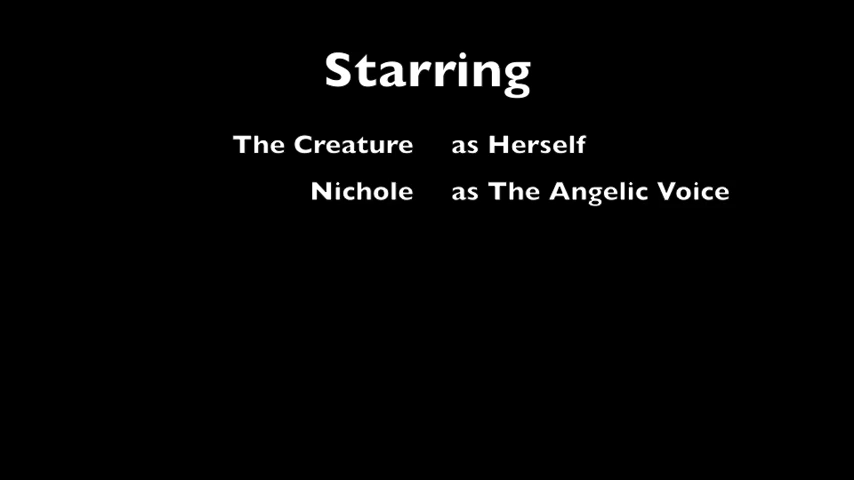 Starring
The Creature as Herself
Nichole as The Angelic Voice